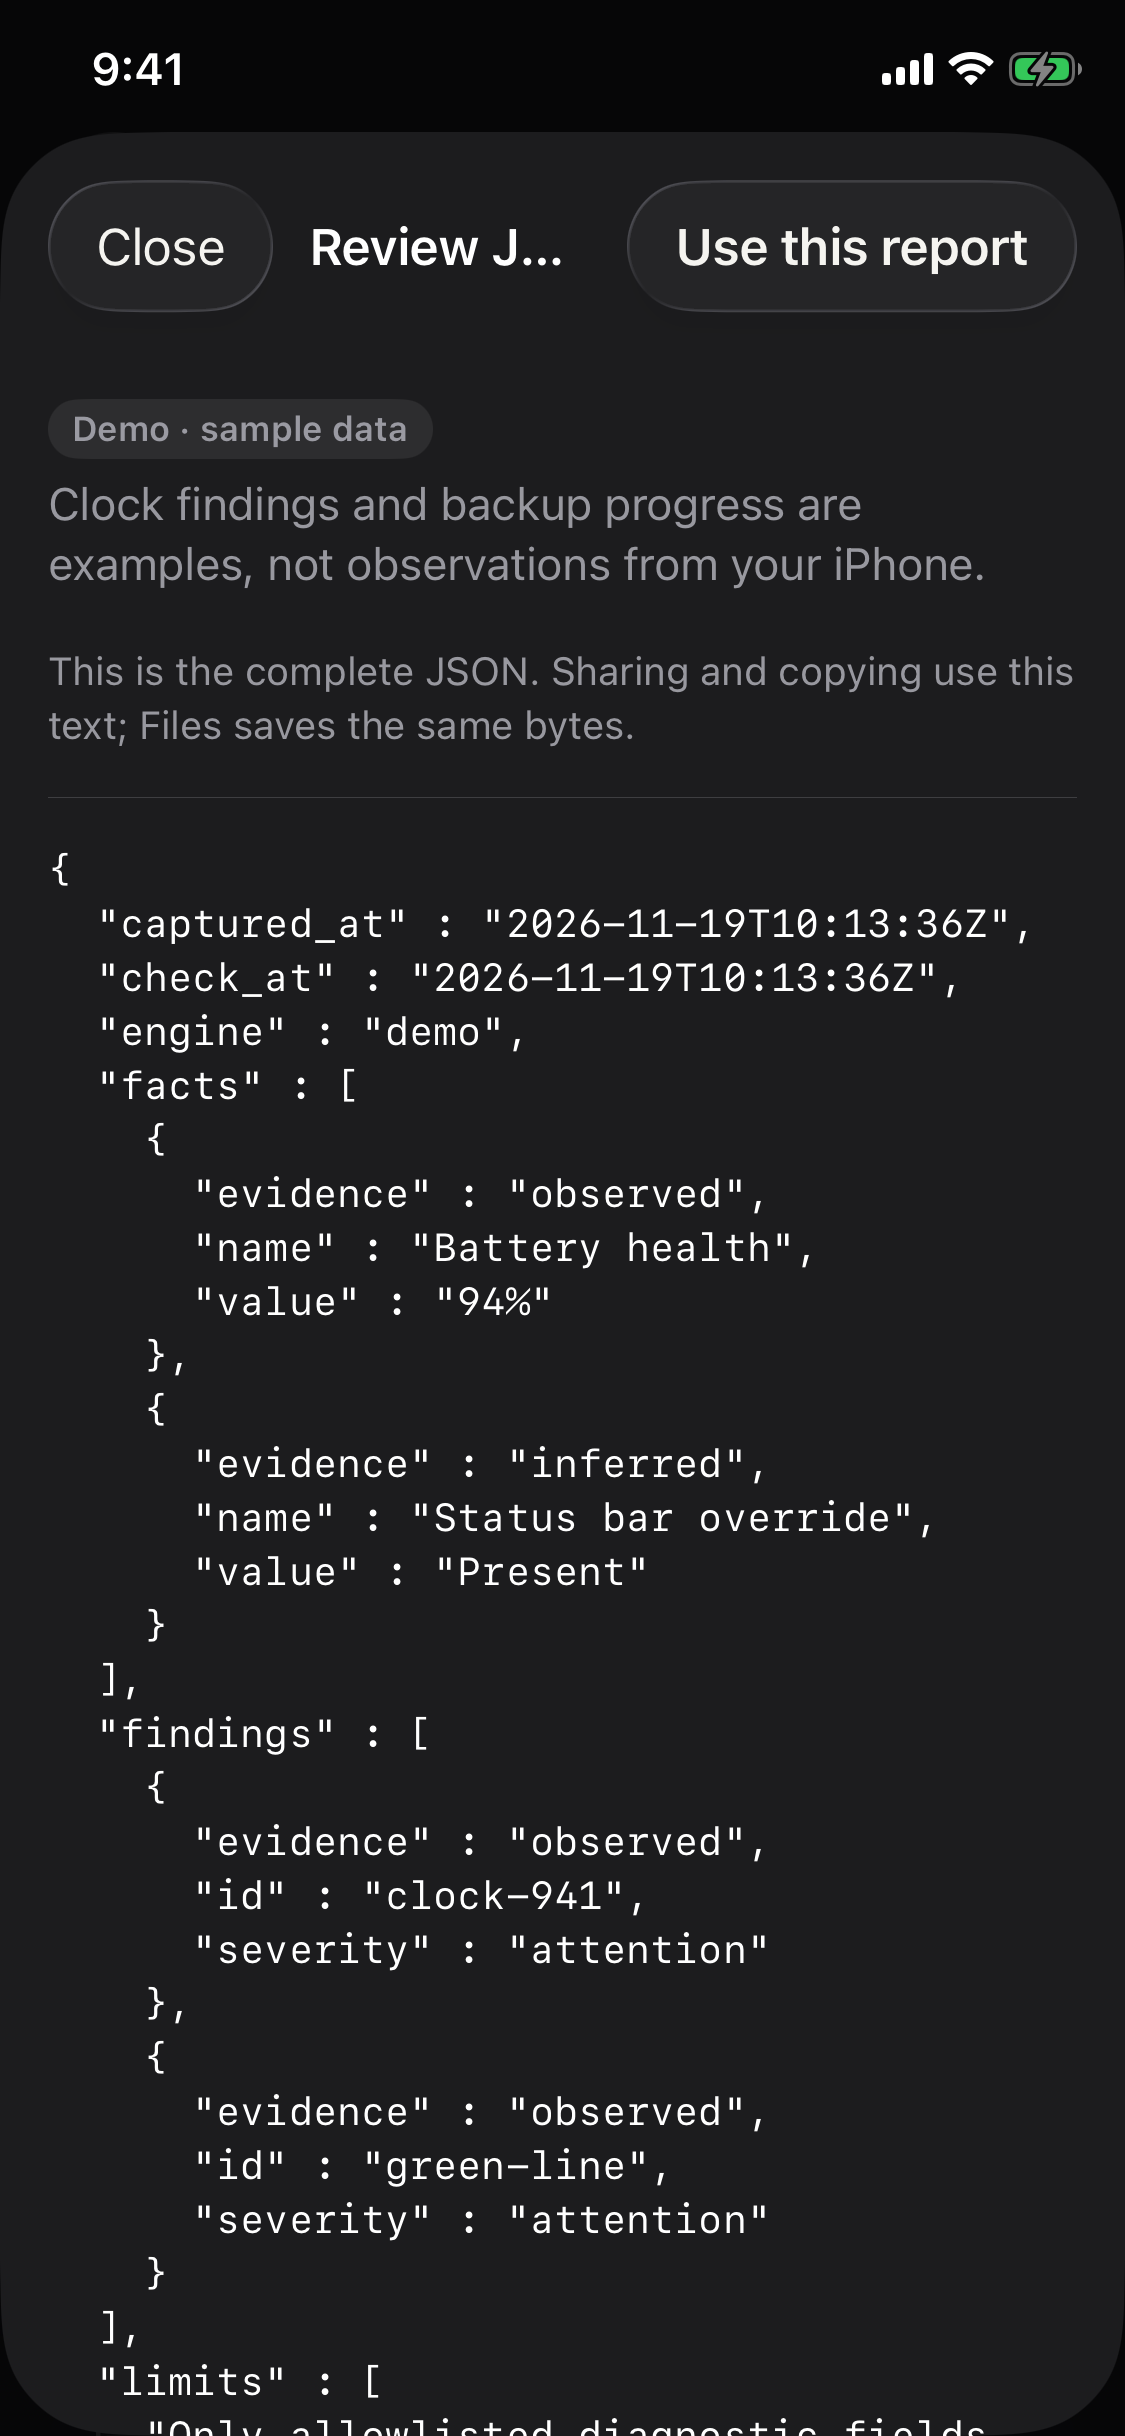 9:41
Close
Review J...
Use this report
Demo · sample data
Clock findings and backup progress are
examples, not observations from your iPhone.
This is the complete JSON. Sharing and copying use this
text; Files saves the same bytes.
{
  "captured_at" : "2026-11-19T10:13:36Z",
  "check_at" : "2026-11-19T10:13:36Z",
  "engine" : "demo",
  "facts" : [
    {
      "evidence" : "observed",
      "name" : "Battery health",
      "value" : "94%"
    },
    {
      "evidence" : "inferred",
      "name" : "Status bar override",
      "value" : "Present"
    }
  ],
  "findings" : [
    {
      "evidence" : "observed",
      "id" : "clock-941",
      "severity" : "attention"
    },
    {
      "evidence" : "observed",
      "id" : "green-line",
      "severity" : "attention"
    }
  ],
  "limits" : [
    "Only allowlisted diagnostic fields